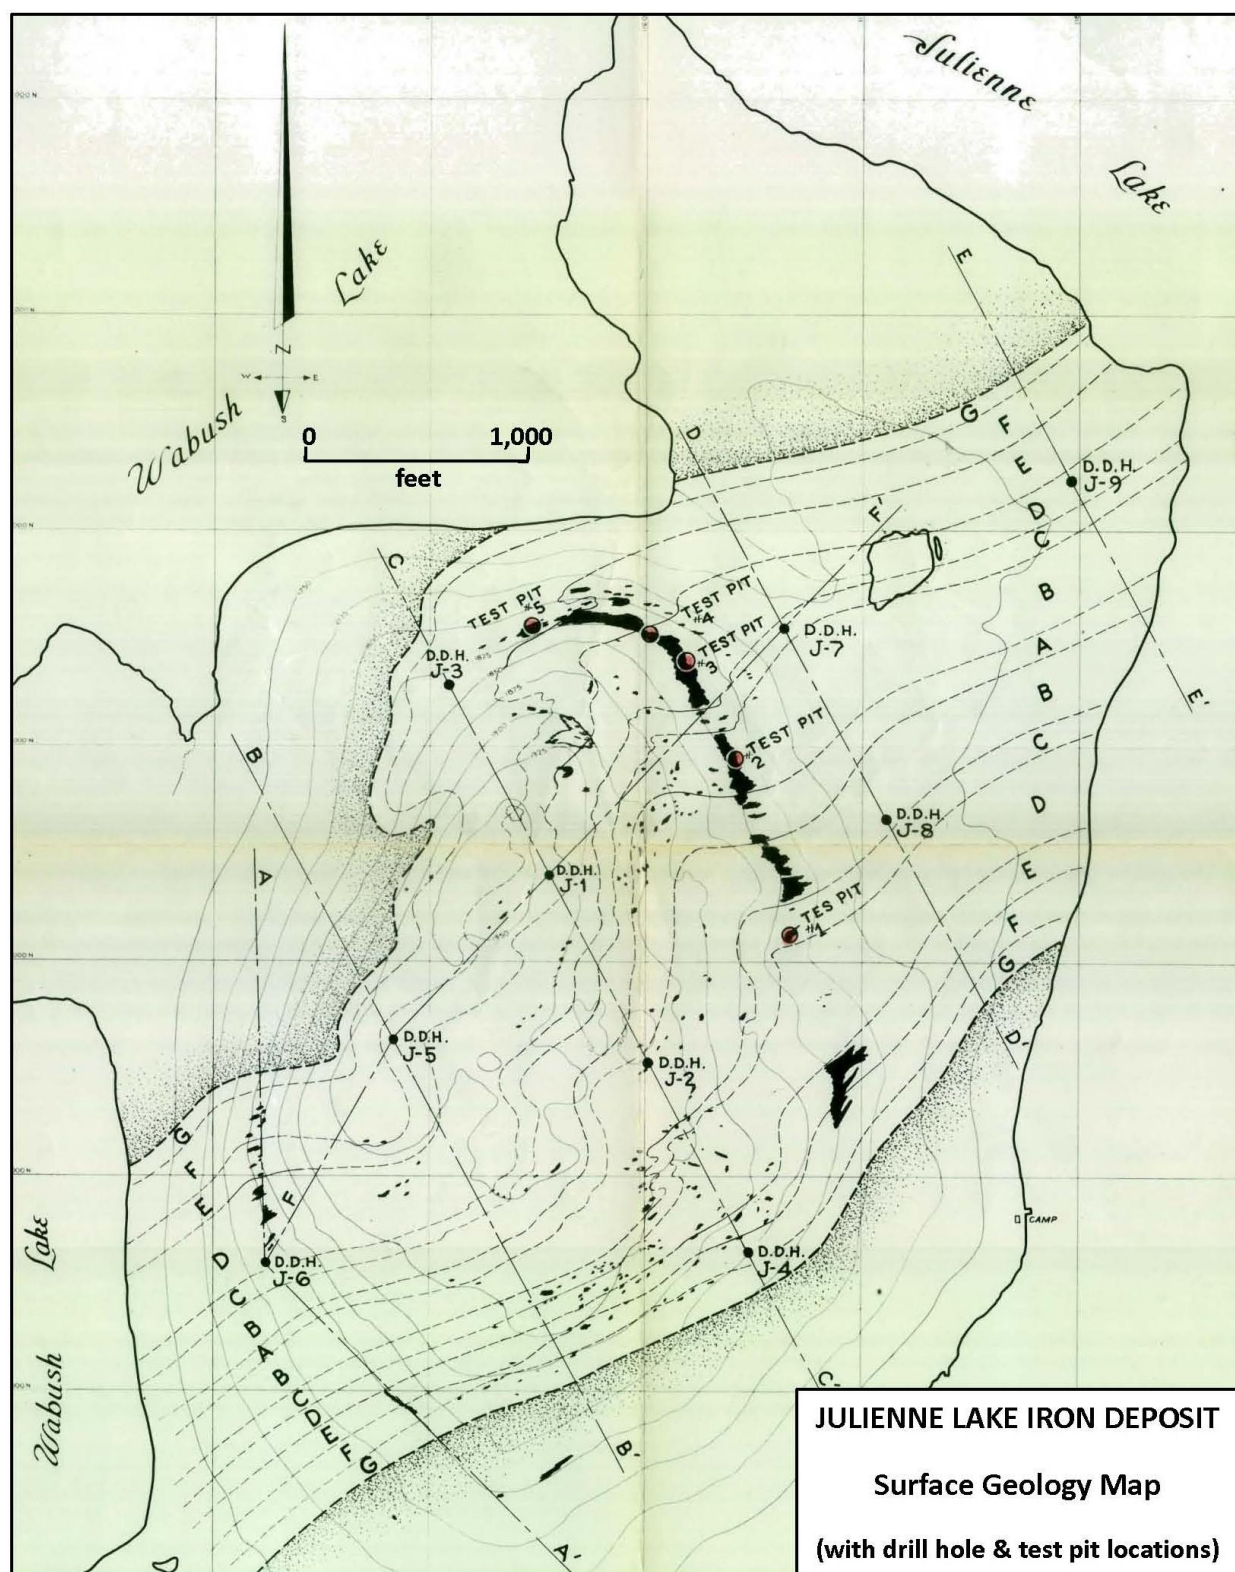 Julienne
Lake
Lake
Wabush
N
W
E
S
0 1,000
feet
E
D
G
F
E
D
C
B
A
B
C
D
E
F
G
D.D.H.
J-9
F'
C
TEST PIT
#5
TEST PIT
#4
TEST PIT
#3
D.D.H.
J-7
D.D.H.
J-3
E'
B
TEST PIT
#2
D.D.H.
J-8
A
D.D.H.
J-1
TES PIT
#1
D.D.H.
J-5
D.D.H.
J-2
D'
G
F
E
F
D
C
B
A
B
C
D
E
F
G
D.D.H.
J-6
D.D.H.
J-4
CAMP
Lake
Wabush
C'
B'
A'
JULIENNE LAKE IRON DEPOSIT
Surface Geology Map
(with drill hole & test pit locations)